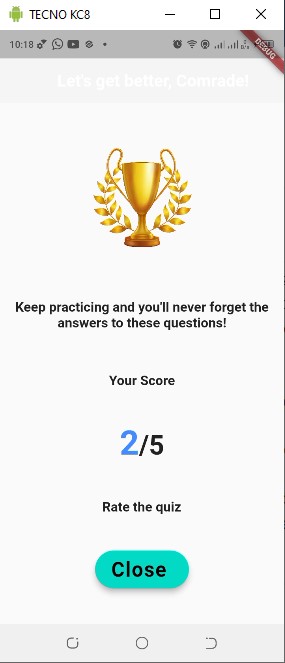 TECNO KC8
10:18
DEBUG
Let's get better, Comrade!
Keep practicing and you'll never forget the
answers to these questions!
Your Score
2/5
Rate the quiz
Close